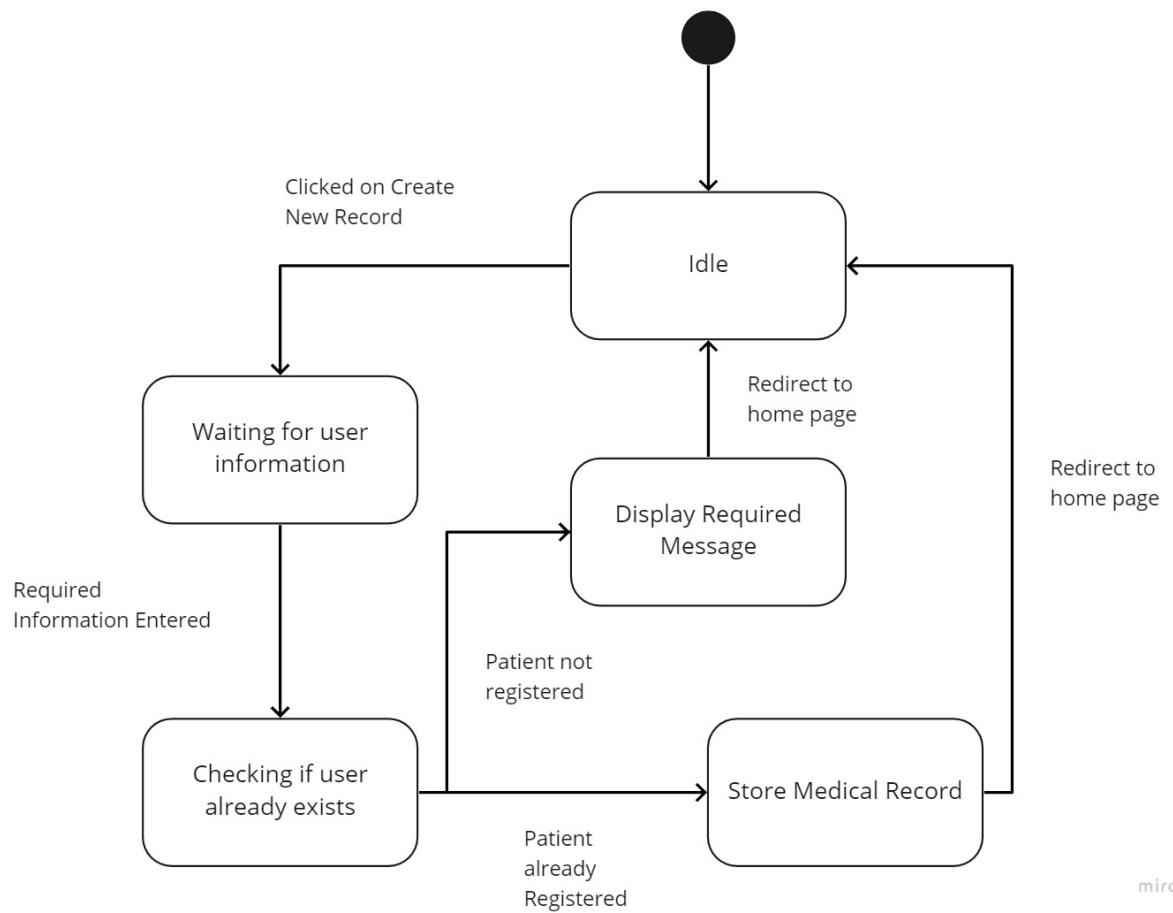 Clicked on Create
New Record
Idle
Waiting for user
information
Redirect to
home page
Redirect to
home page
Display Required
Message
Required
Information Entered
Patient not
registered
Checking if user
already exists
Store Medical Record
Patient
already
Registered